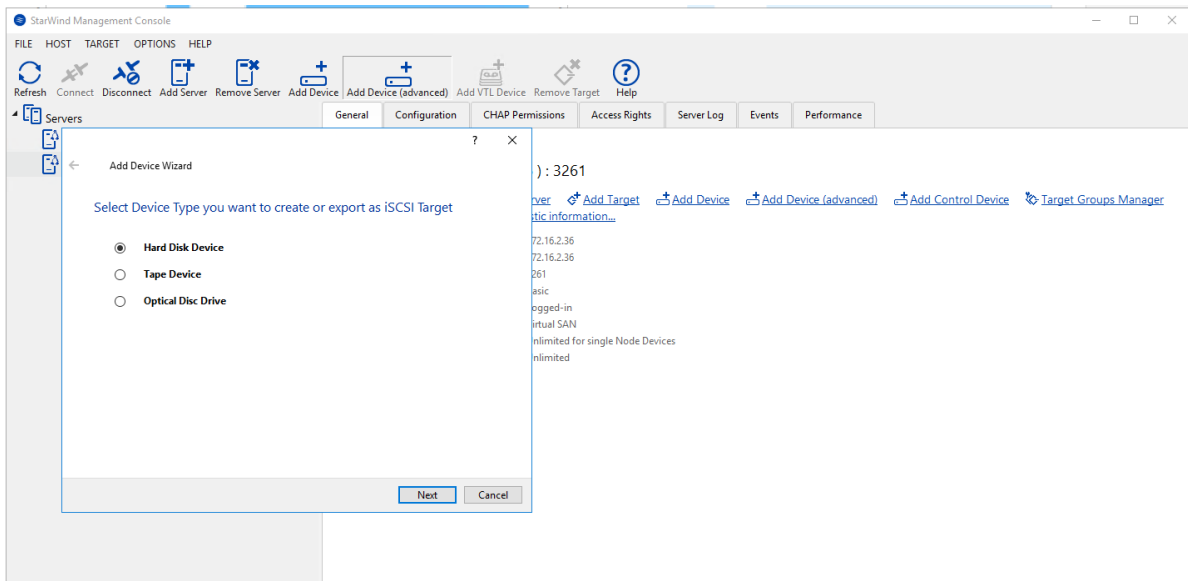 StarWind Management Console
FILE HOST TARGET OPTIONS HELP
Refresh Connect Disconnect Add Server Remove Server Add Device Add Device (advanced) Add VTL Device Remove Target Help
Servers
General Configuration CHAP Permissions Access Rights Server Log Events Performance
?
Add Device Wizard
) : 3261
Select Device Type you want to create or export as iSCSI Target
rver Add Target Add Device Add Device (advanced) Add Control Device Target Groups Manager
stic information...
Hard Disk Device
72.16.2.36
72.16.2.36
Tape Device
261
asic
Optical Disc Drive
ogged-in
irtual SAN
nlimited for single Node Devices
nlimited
Next Cancel